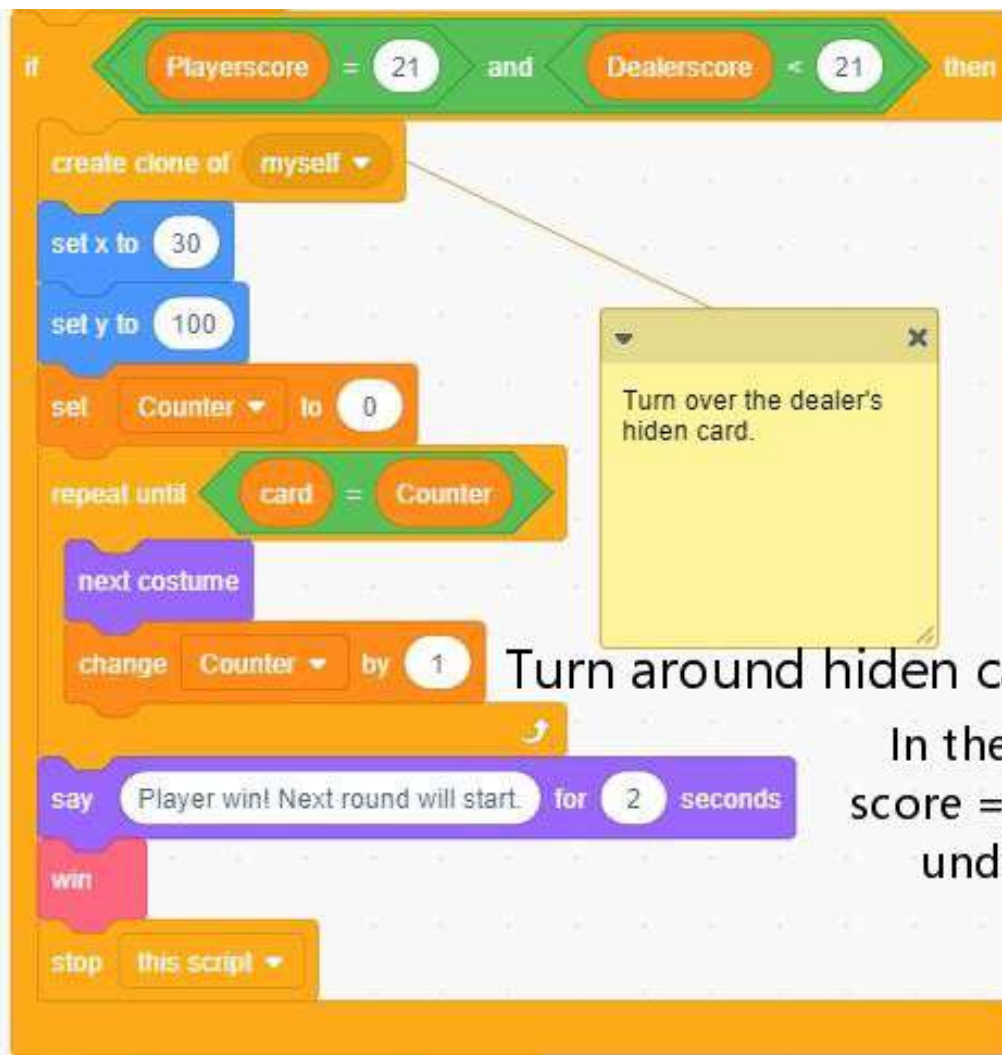 if Playerscore = 21 and Dealerscore < 21 then
create clone of myself
set x to 30
set y to 100
set Counter to 0
Turn over the dealer's
hiden card.
repeat until card = Counter
next costume
change Counter by 1
Turn around hiden
In the
score =
say Player win! Next round will start. for 2 seconds
win
stop this script